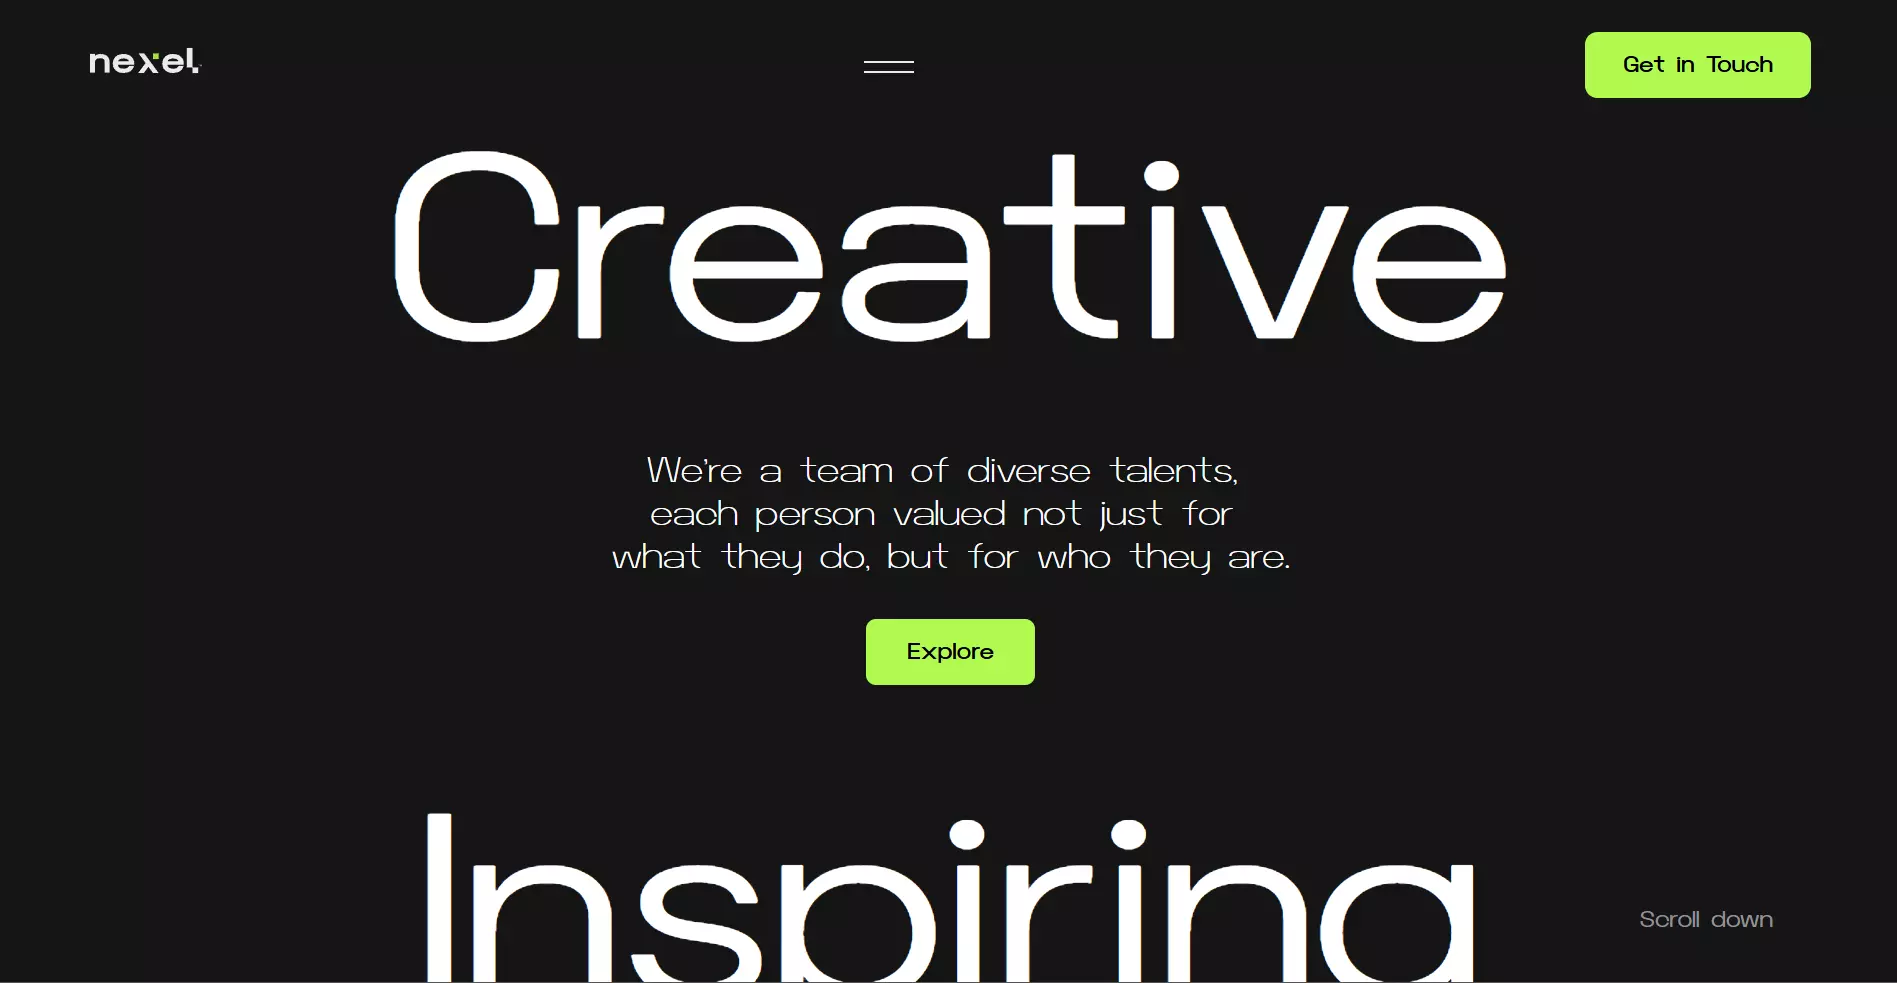 nexel.
Get in Touch
Creative
We're a team of diverse talents,
each person valued not just for
what they do, but for who they are.
Explore
Inspiring
Scroll down